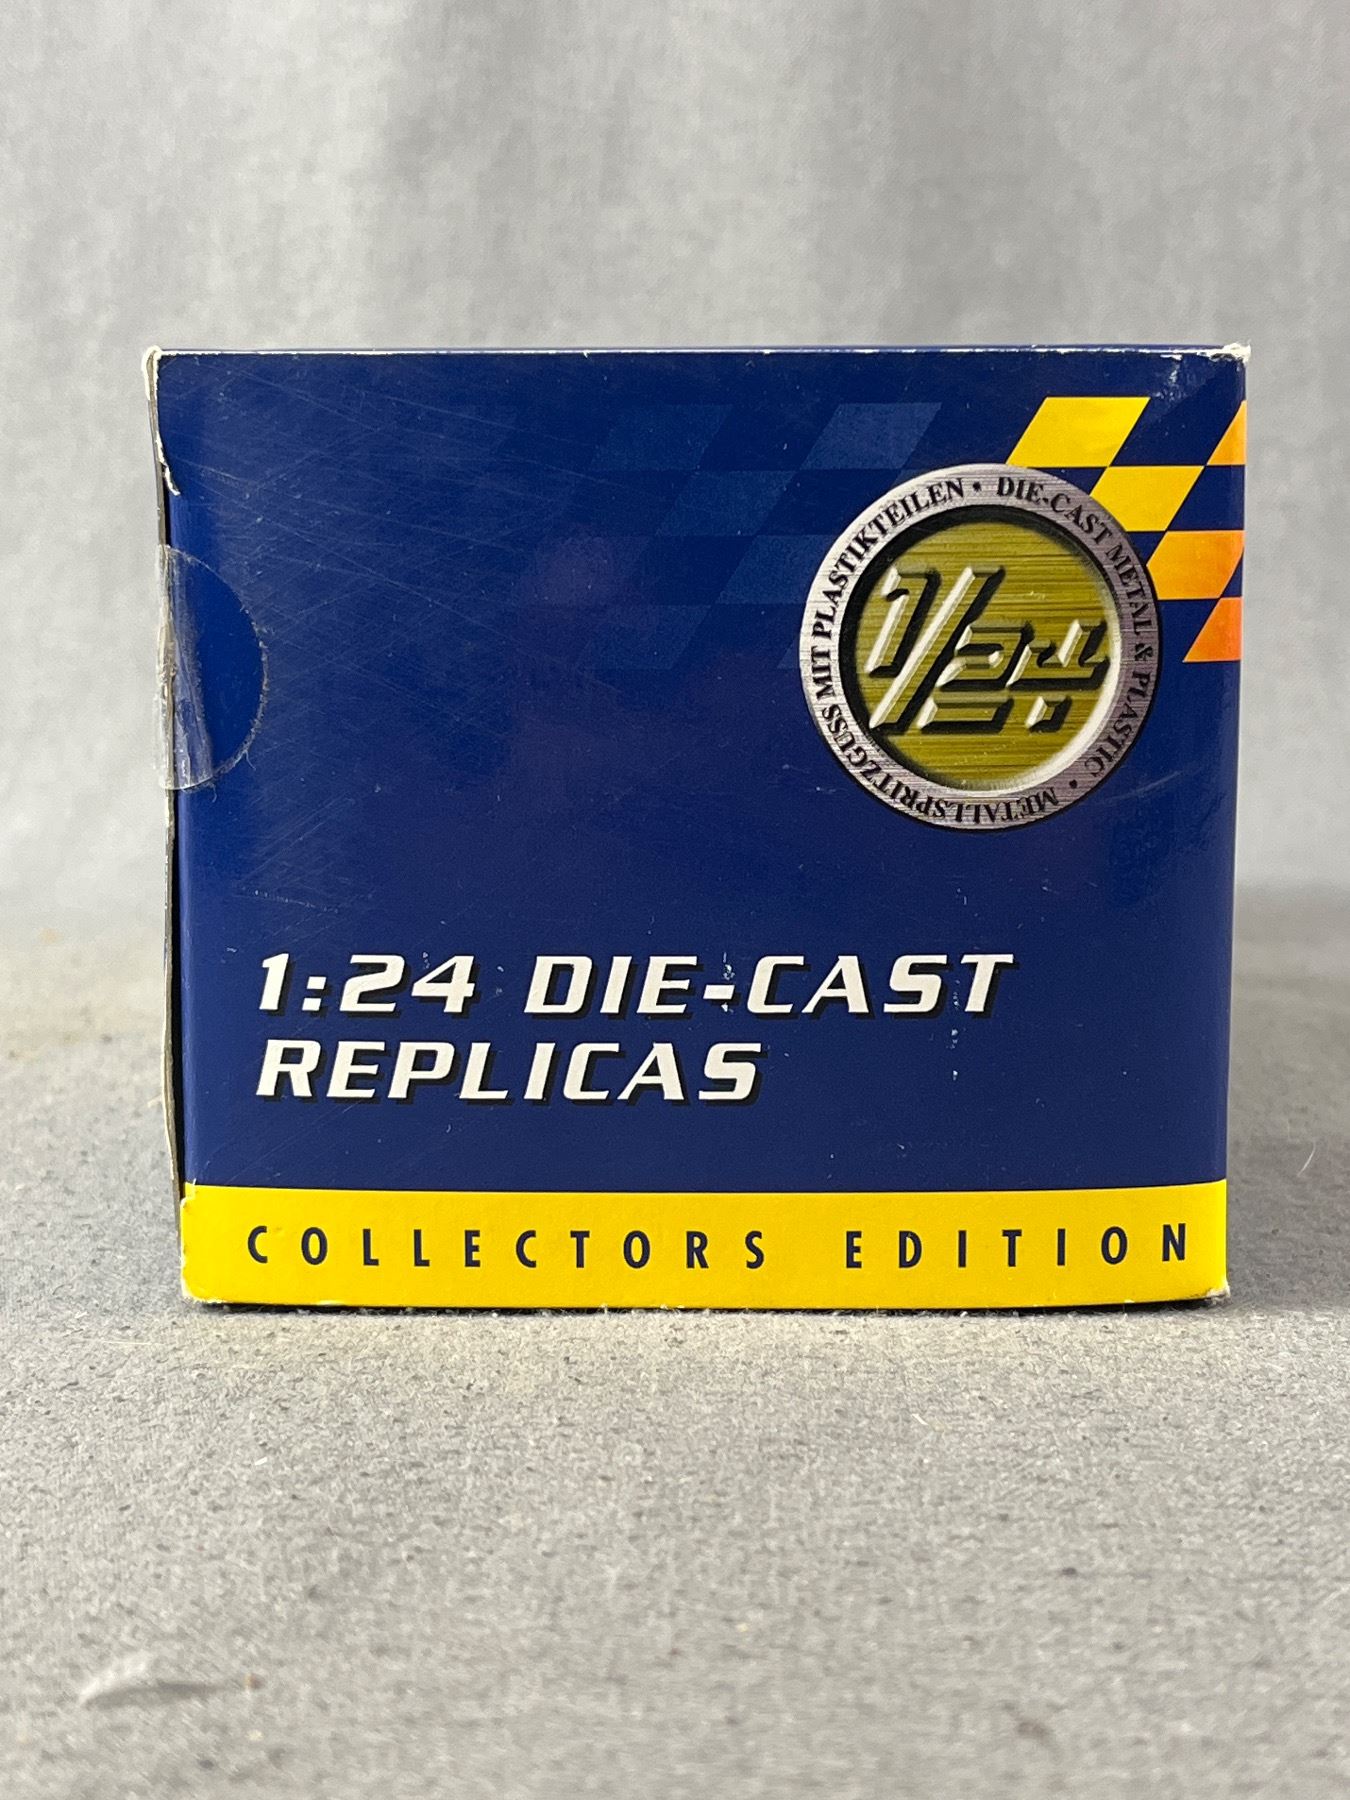 DIE-CAST METAL & PLASTIC • METALLSPRITZGUSS MIT PLASTIKTEILEN •
1/24
1:24 DIE-CAST
REPLICAS
COLLECTORS EDITION